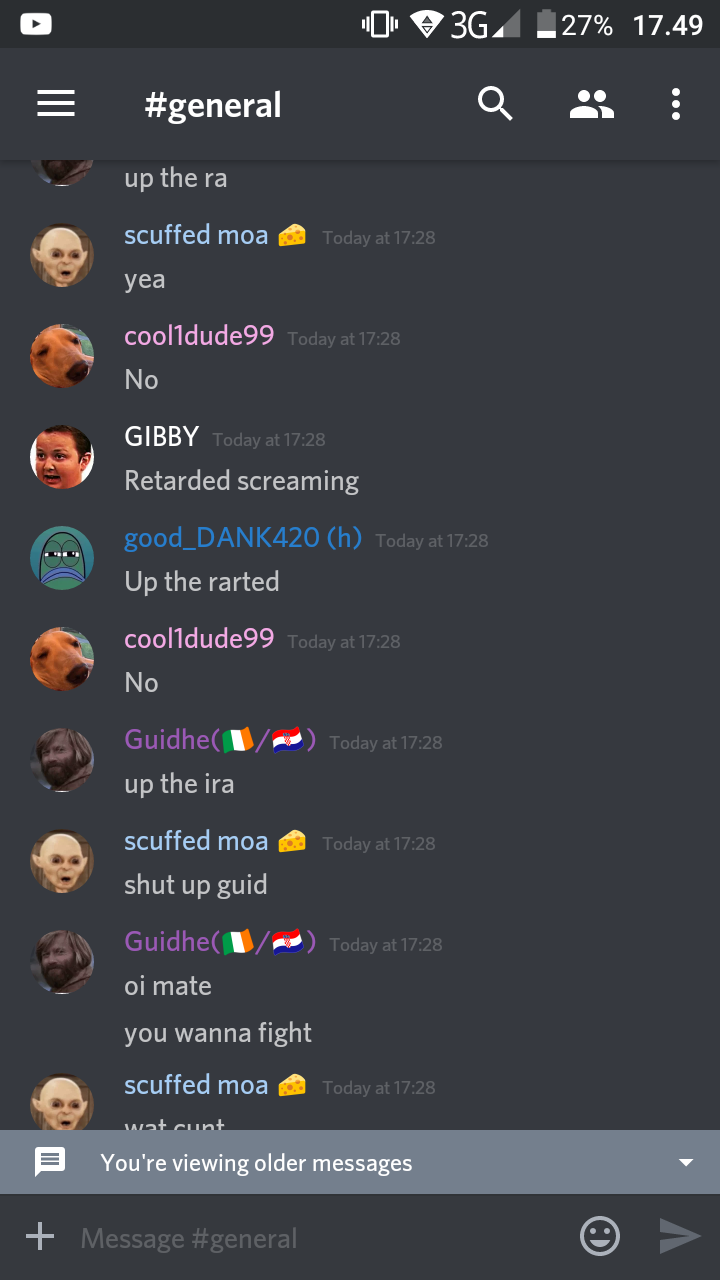 3G 27% 17.49
#general
up the ra
scuffed moa 🧀 Today at 17:28
yea
cool1dude99 Today at 17:28
No
GIBBY Today at 17:28
Retarded screaming
good_DANK420 (h) Today at 17:28
Up the rarted
cool1dude99 Today at 17:28
No
Guidhe(🇮🇪/🇭🇷) Today at 17:28
up the ira
scuffed moa 🧀 Today at 17:28
shut up guid
Guidhe(🇮🇪/🇭🇷) Today at 17:28
oi mate
you wanna fight
scuffed moa 🧀 Today at 17:28
wat cunt
You're viewing older messages
Message #general